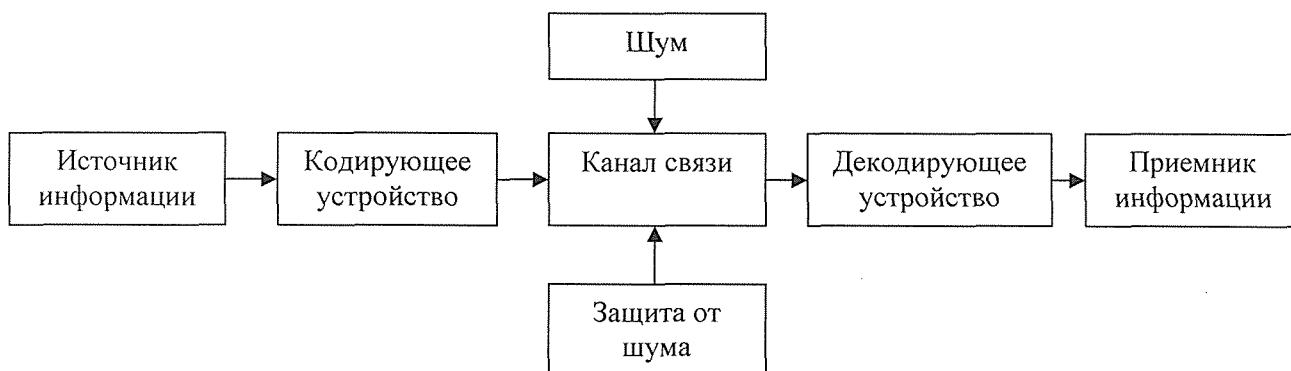 Шум
Источник
информации
Кодирующее
устройство
Канал связи
Декодирующее
устройство
Приемник
информации
Защита от
шума